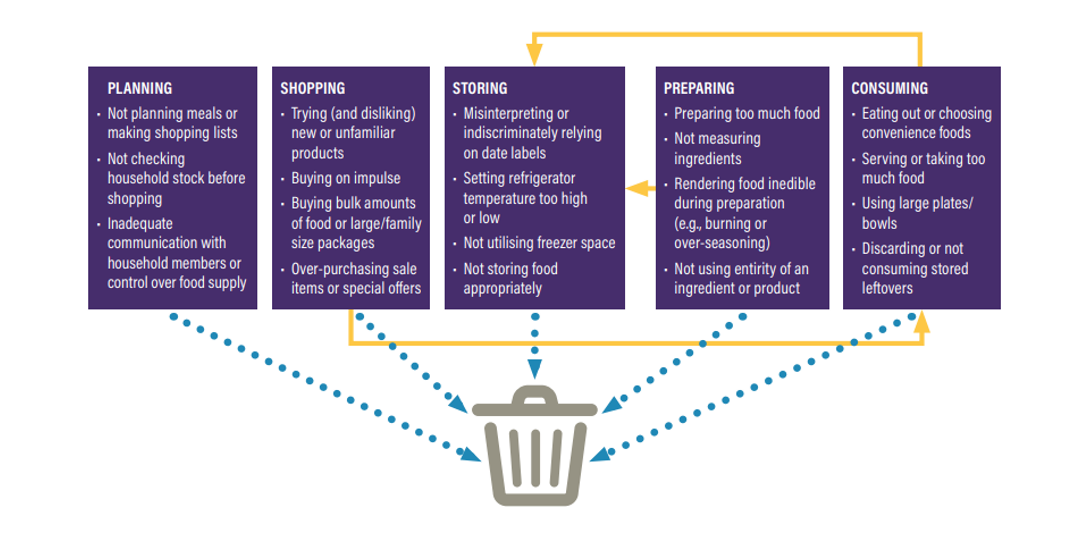 PLANNING
• Not planning meals or
making shopping lists
• Not checking
household stock before
shopping
• Inadequate
communication with
household members or
control over food supply
SHOPPING
• Trying (and disliking)
new or unfamiliar
products
• Buying on impulse
• Buying bulk amounts
of food or large/family
size packages
• Over-purchasing sale
items or special offers
STORING
• Misinterpreting or
indiscriminately relying
on date labels
• Setting refrigerator
temperature too high
or low
• Not utilising freezer space
• Not storing food
appropriately
PREPARING
• Preparing too much food
• Not measuring
ingredients
• Rendering food inedible
during preparation
(e.g., burning or
over-seasoning)
• Not using entirity of an
ingredient or product
CONSUMING
• Eating out or choosing
convenience foods
• Serving or taking too
much food
• Using large plates/
bowls
• Discarding or not
consuming stored
leftovers